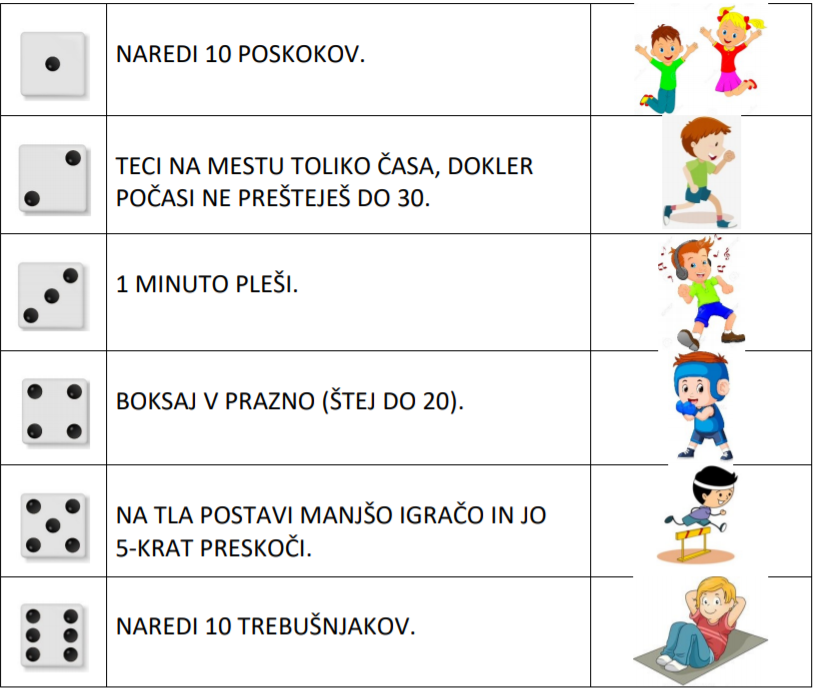 NAREDI 10 POSKOKOV.
TECI NA MESTU TOLIKO ČASA, DOKLER
POČASI NE PREŠTEJEŠ DO 30.
1 MINUTO PLEŠI.
BOKSAJ V PRAZNO (ŠTEJ DO 20).
NA TLA POSTAVI MANJŠO IGRAČO IN JO
5-KRAT PRESKOČI.
NAREDI 10 TREBUŠNJAKOV.